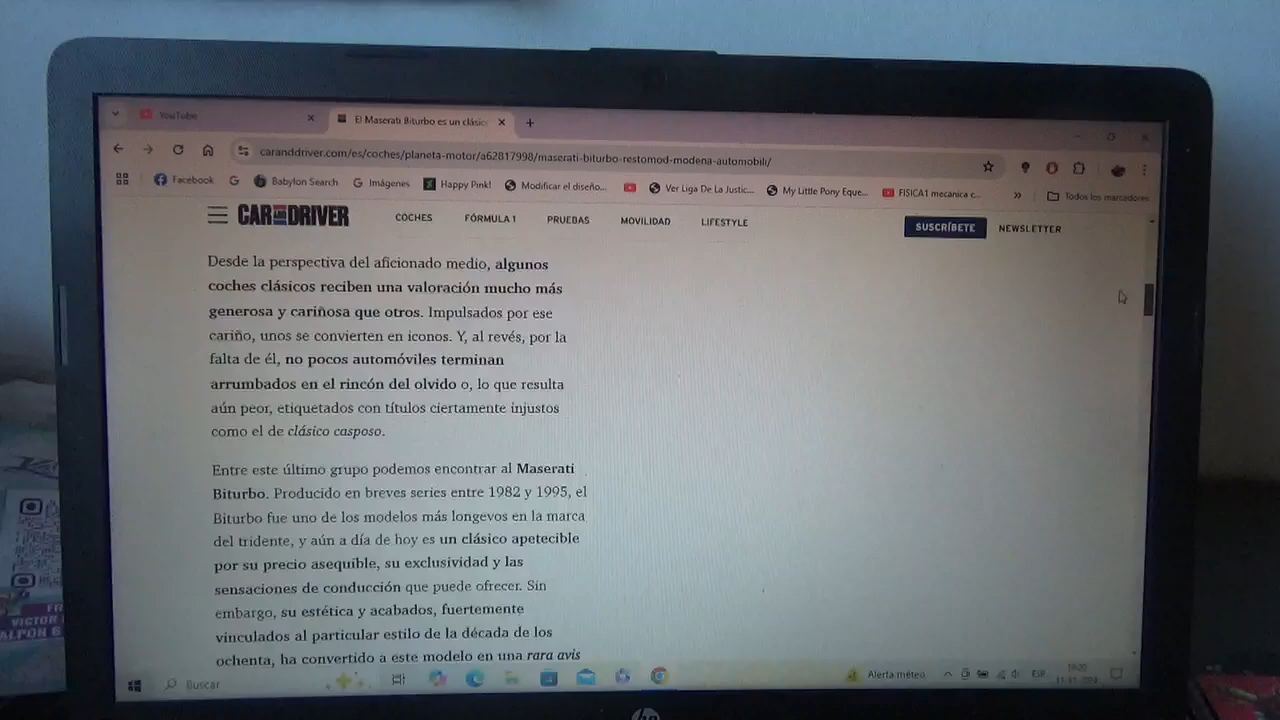 YouTube
El Maserati Biturbo es un clásic
caranddriver.com/es/coches/planeta-motor/a62817998/maserati-biturbo-restomod-modena-automobili/
Facebook
Babylon Search
Imágenes
Happy Pink!
Modificar el diseño...
Ver Liga De La Justic...
My Little Pony Eque...
FISICA1 mecanica c...
»
Todos los marcadores
CAR AND DRIVER
COCHES
FÓRMULA 1
PRUEBAS
MOVILIDAD
LIFESTYLE
SUSCRÍBETE
NEWSLETTER
Desde la perspectiva del aficionado medio, algunos
coches clásicos reciben una valoración mucho más
generosa y cariñosa que otros. Impulsados por ese
cariño, unos se convierten en iconos. Y, al revés, por la
falta de él, no pocos automóviles terminan
arrumbados en el rincón del olvido o, lo que resulta
aún peor, etiquetados con títulos ciertamente injustos
como el de clásico casposo.
Entre este último grupo podemos encontrar al Maserati
Biturbo. Producido en breves series entre 1982 y 1995, el
Biturbo fue uno de los modelos más longevos en la marca
del tridente, y aún a día de hoy es un clásico apetecible
por su precio asequible, su exclusividad y las
sensaciones de conducción que puede ofrecer. Sin
embargo, su estética y acabados, fuertemente
vinculados al particular estilo de la década de los
ochenta, ha convertido a este modelo en una rara avis
Buscar
Alerta méteo
ESP
hp
FR
VICTOR
ALPON 6